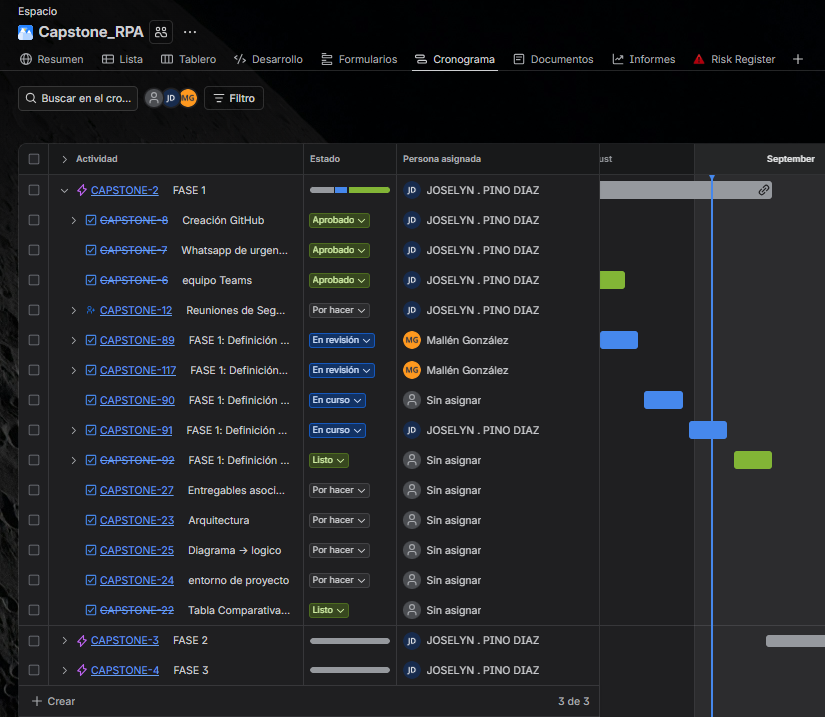 Espacio
Capstone_RPA
Resumen Lista Tablero Desarrollo Formularios Cronograma Documentos Informes Risk Register
Buscar en el cro... JD MG Filtro
Actividad Estado Persona asignada ust September
CAPSTONE-2 FASE 1 JD JOSELYN . PINO DIAZ
CAPSTONE-8 Creación GitHub Aprobado JD JOSELYN . PINO DIAZ
CAPSTONE-7 Whatsapp de urgen... Aprobado JD JOSELYN . PINO DIAZ
CAPSTONE-6 equipo Teams Aprobado JD JOSELYN . PINO DIAZ
CAPSTONE-12 Reuniones de Seg... Por hacer JD JOSELYN . PINO DIAZ
CAPSTONE-89 FASE 1: Definición ... En revisión MG Mallén González
CAPSTONE-117 FASE 1: Definición... En revisión MG Mallén González
CAPSTONE-90 FASE 1: Definición ... En curso Sin asignar
CAPSTONE-91 FASE 1: Definición ... En curso JD JOSELYN . PINO DIAZ
CAPSTONE-92 FASE 1: Definición ... Listo Sin asignar
CAPSTONE-27 Entregables asoci... Por hacer Sin asignar
CAPSTONE-23 Arquitectura Por hacer Sin asignar
CAPSTONE-25 Diagrama → logico Por hacer Sin asignar
CAPSTONE-24 entorno de proyecto Por hacer Sin asignar
CAPSTONE-22 Tabla Comparativa... Listo Sin asignar
CAPSTONE-3 FASE 2 JD JOSELYN . PINO DIAZ
CAPSTONE-4 FASE 3 JD JOSELYN . PINO DIAZ
Crear 3 de 3